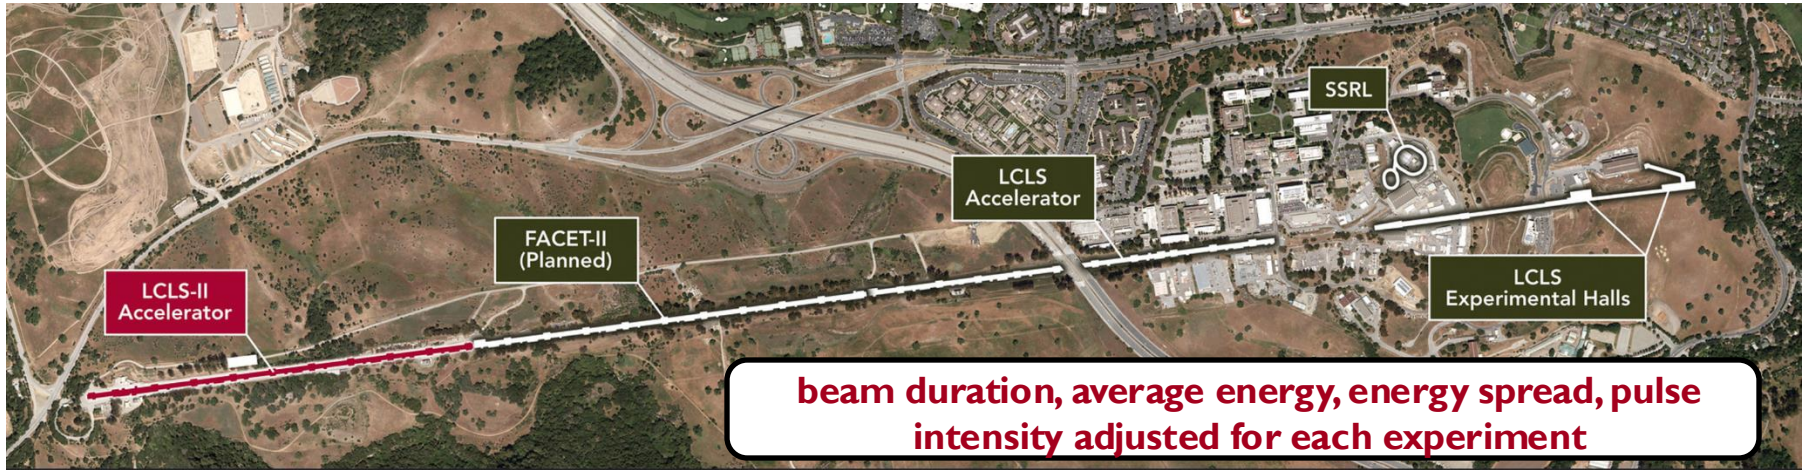 SSRL
LCLS
Accelerator
FACET-II
(Planned)
LCLS-II
Accelerator
LCLS
Experimental Halls
beam duration, average energy, energy spread, pulse
intensity adjusted for each experiment